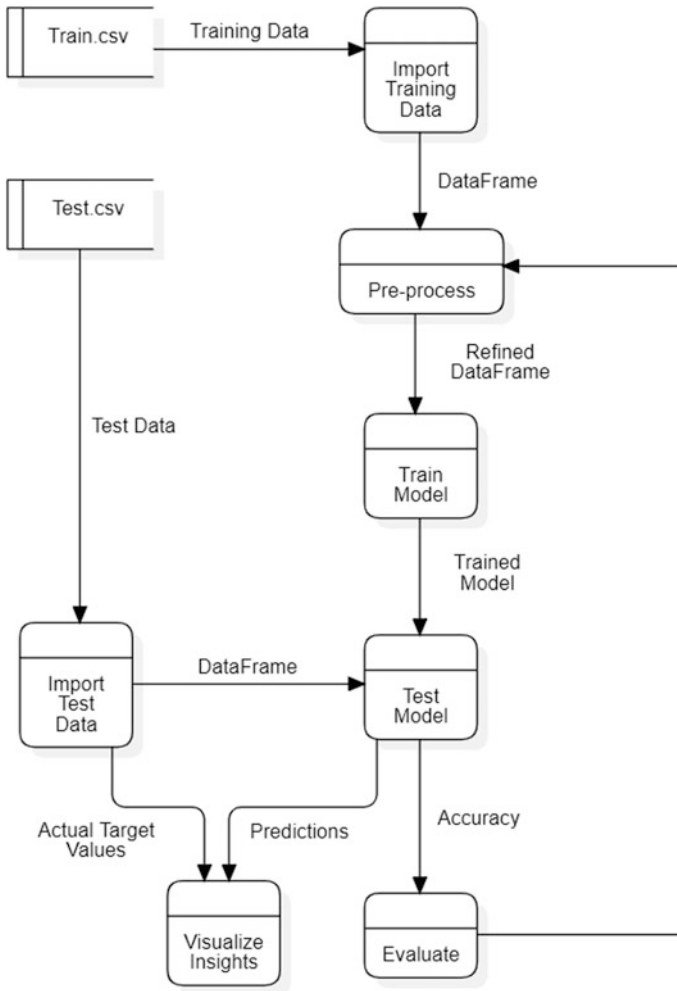 Train.csv
Training Data
Import
Training
Data
DataFrame
Test.csv
Pre-process
Refined
DataFrame
Test Data
Train
Model
Trained
Model
Import
Test
Data
DataFrame
Test
Model
Actual Target
Values
Predictions
Accuracy
Visualize
Insights
Evaluate